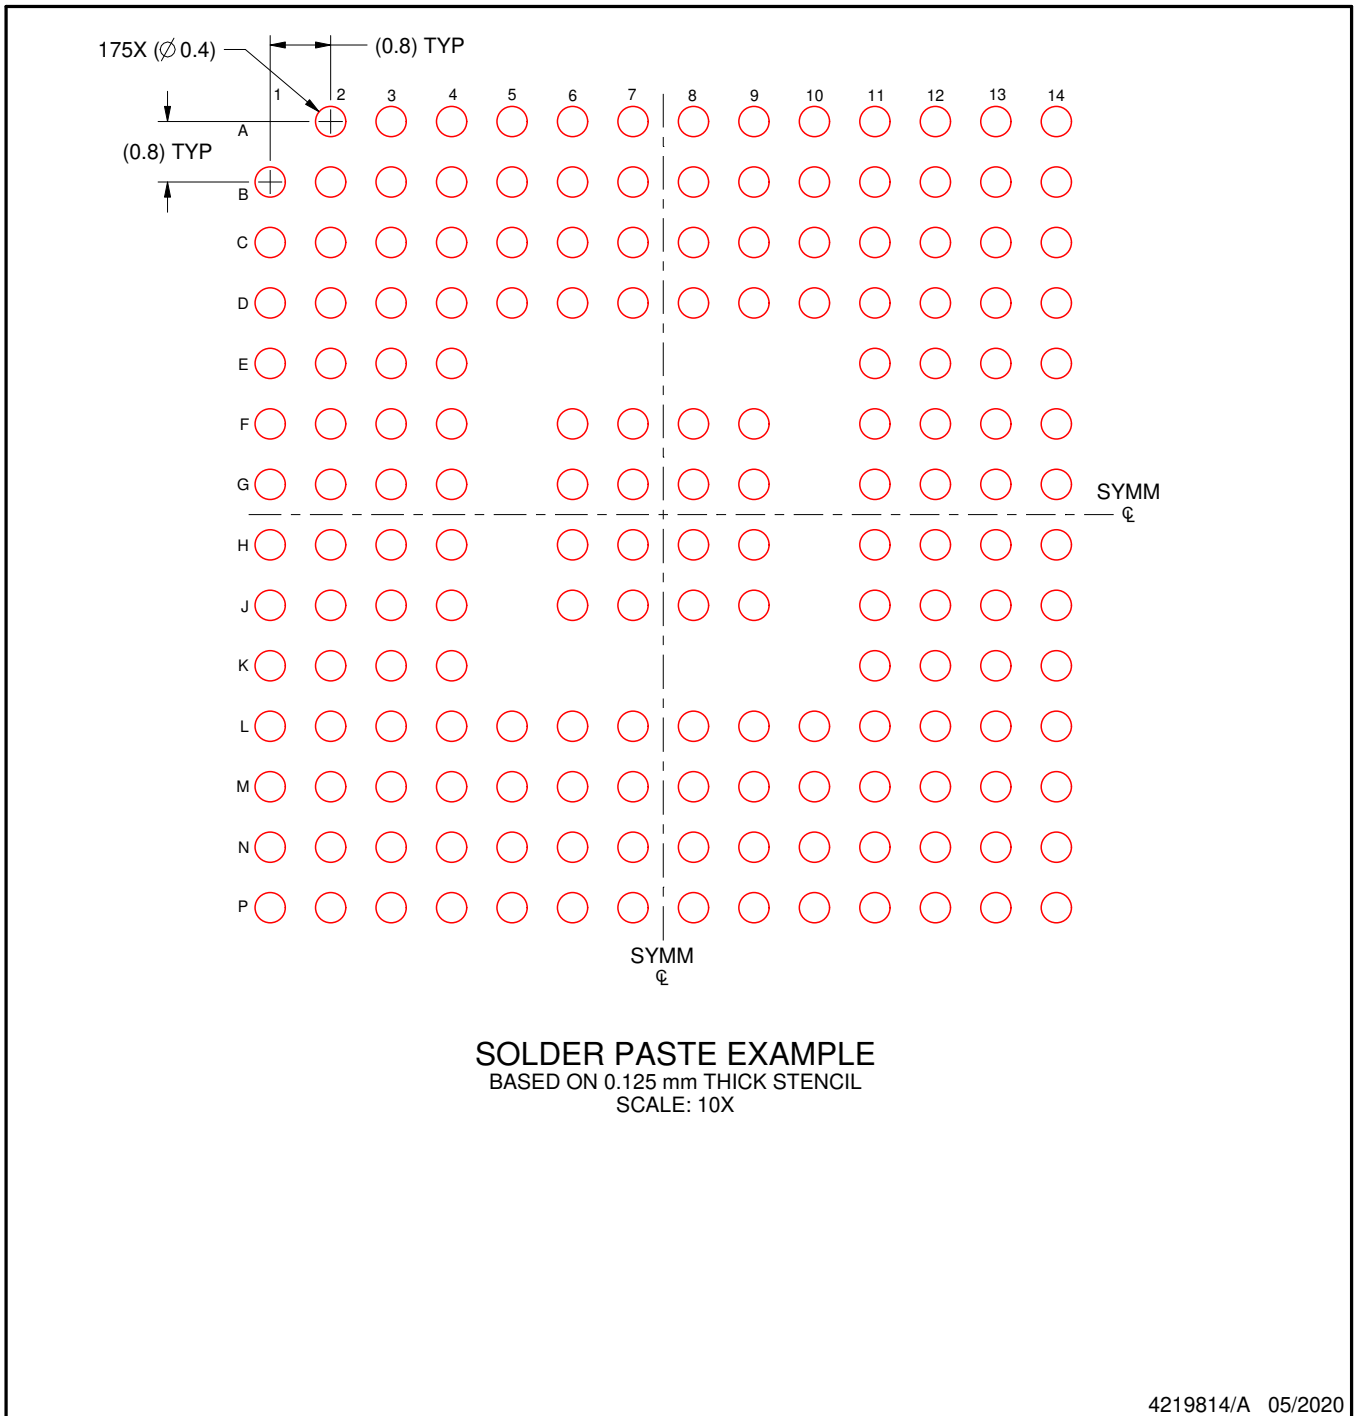 175X (∅ 0.4)
(0.8) TYP
1 2 3 4 5 6 7 8 9 10 11 12 13 14
A
(0.8) TYP
B
C
D
E
F
G
SYMM
℄
H
J
K
L
M
N
P
SYMM
℄
SOLDER PASTE EXAMPLE
BASED ON 0.125 mm THICK STENCIL
SCALE: 10X
4219814/A 05/2020